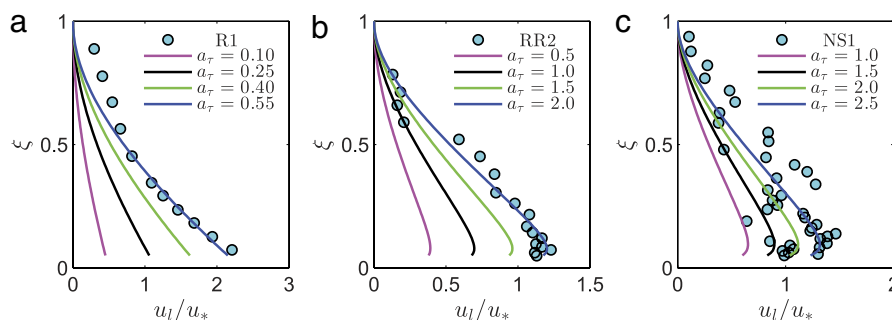 a
1
0.5
0
ξ
0
1
2
3
u_l/u_*
R1
a_τ = 0.10
a_τ = 0.25
a_τ = 0.40
a_τ = 0.55
b
1
0.5
0
ξ
0
0.5
1
1.5
u_l/u_*
RR2
a_τ = 0.5
a_τ = 1.0
a_τ = 1.5
a_τ = 2.0
c
1
0.5
0
ξ
0
1
2
u_l/u_*
NS1
a_τ = 1.0
a_τ = 1.5
a_τ = 2.0
a_τ = 2.5